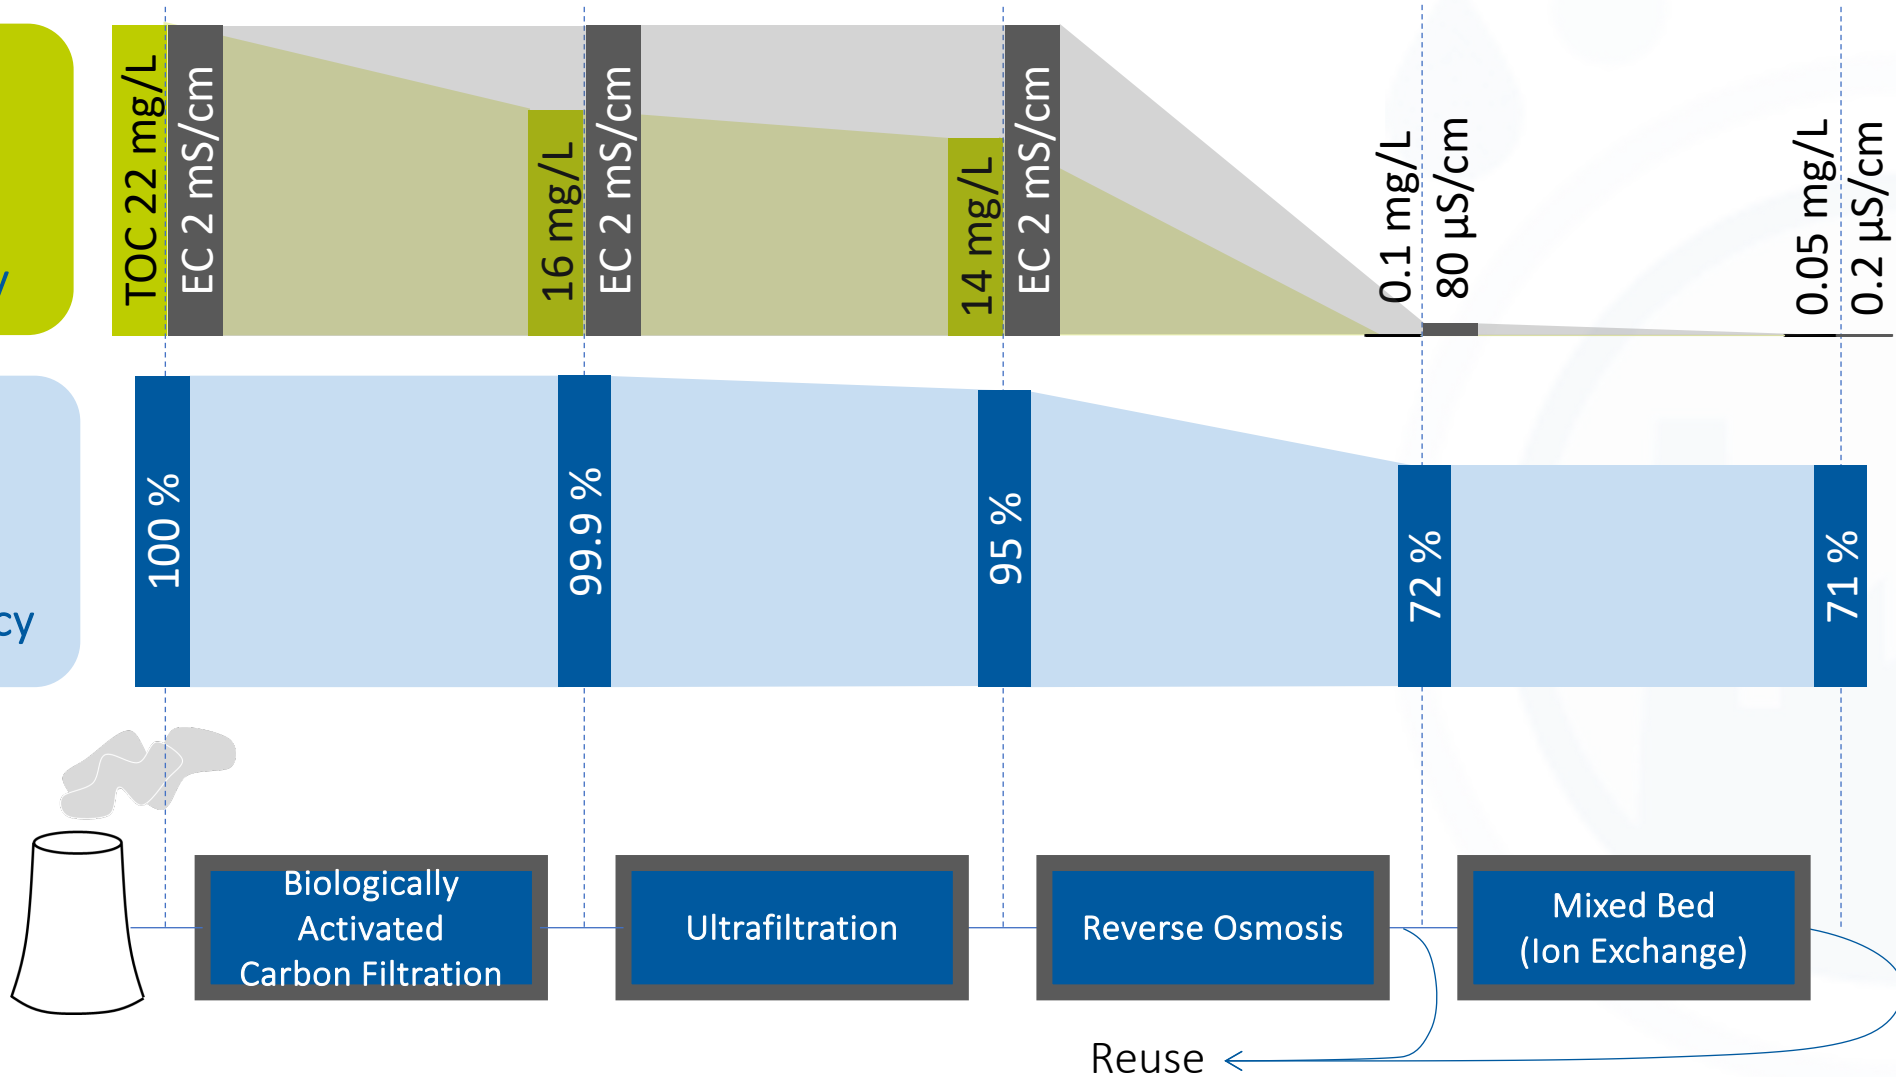 TOC 22 mg/L
EC 2 mS/cm
16 mg/L
EC 2 mS/cm
14 mg/L
EC 2 mS/cm
0.1 mg/L
80 µS/cm
0.05 mg/L
0.2 µS/cm
y
100 %
99.9 %
95 %
72 %
71 %
cy
Biologically
Activated
Carbon Filtration
Ultrafiltration
Reverse Osmosis
Mixed Bed
(Ion Exchange)
Reuse